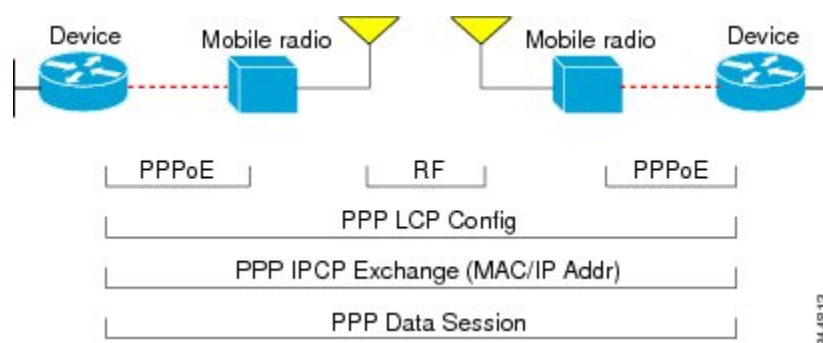 Device
Mobile radio
Mobile radio
Device
PPPoE
RF
PPPoE
PPP LCP Config
PPP IPCP Exchange (MAC/IP Addr)
PPP Data Session